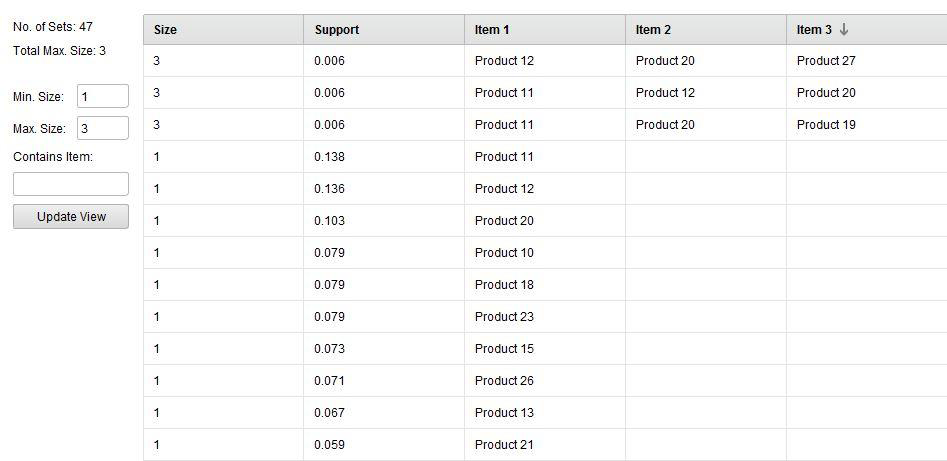 No. of Sets: 47
Total Max. Size: 3
Min. Size: 1
Max. Size: 3
Contains Item:
Update View
Size Support Item 1 Item 2 Item 3 ↓
3 0.006 Product 12 Product 20 Product 27
3 0.006 Product 11 Product 12 Product 20
3 0.006 Product 11 Product 20 Product 19
1 0.138 Product 11
1 0.136 Product 12
1 0.103 Product 20
1 0.079 Product 10
1 0.079 Product 18
1 0.079 Product 23
1 0.073 Product 15
1 0.071 Product 26
1 0.067 Product 13
1 0.059 Product 21